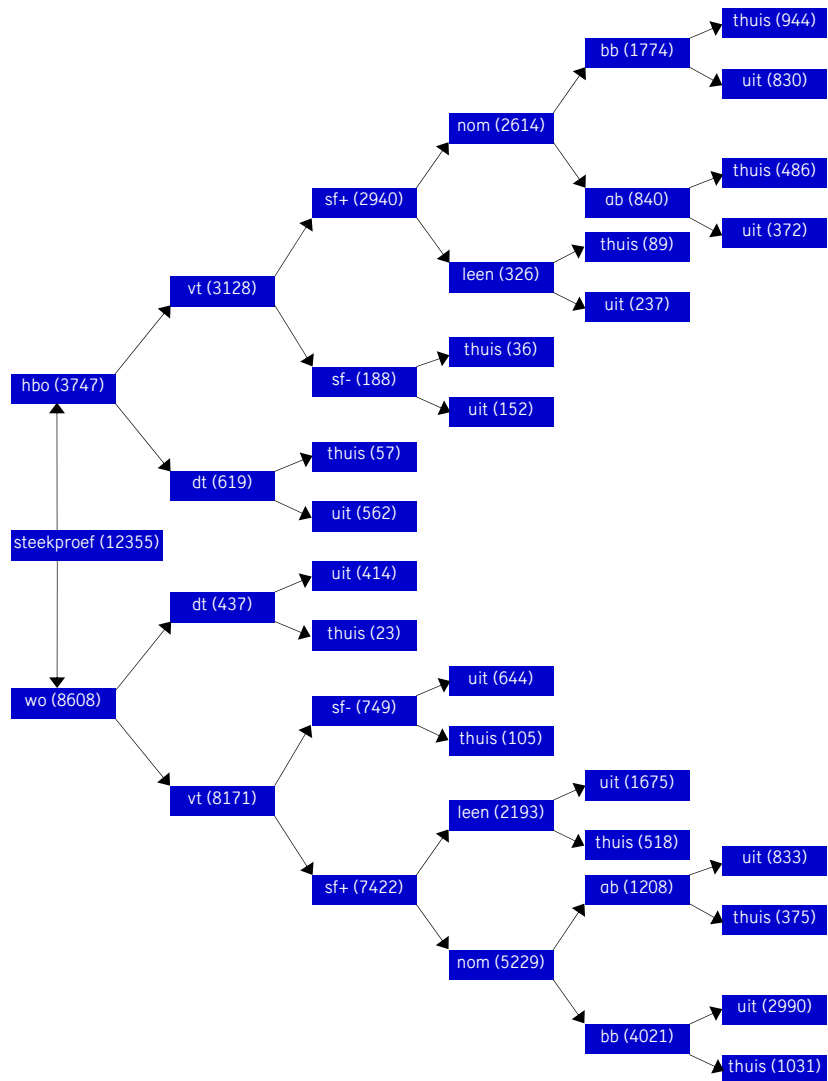 thuis (944)
bb (1774)
uit (830)
nom (2614)
thuis (486)
sf+ (2940)
ab (840)
uit (372)
thuis (89)
leen (326)
vt (3128)
uit (237)
thuis (36)
sf- (188)
hbo (3747)
uit (152)
thuis (57)
dt (619)
uit (562)
steekproef (12355)
uit (414)
dt (437)
thuis (23)
uit (644)
wo (8608)
sf- (749)
thuis (105)
uit (1675)
vt (8171)
leen (2193)
thuis (518)
uit (833)
sf+ (7422)
ab (1208)
thuis (375)
nom (5229)
uit (2990)
bb (4021)
thuis (1031)